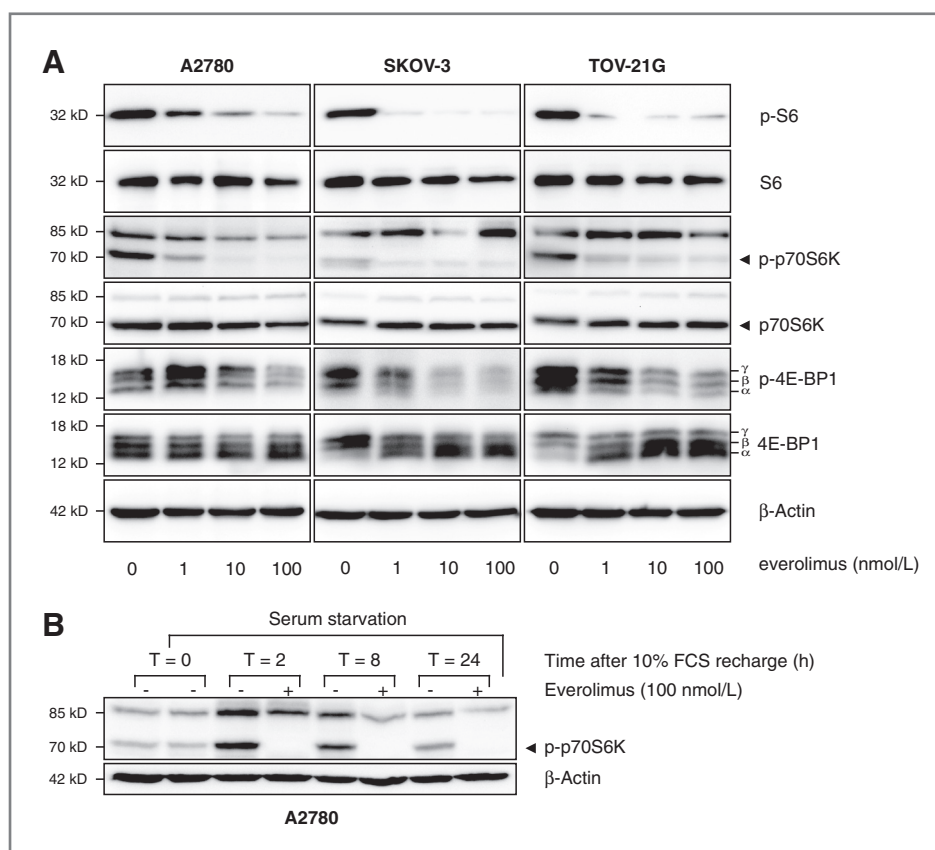 A
A2780 SKOV-3 TOV-21G
32 kD p-S6
32 kD S6
85 kD
70 kD p-p70S6K
85 kD
70 kD p70S6K
18 kD γ
β p-4E-BP1
12 kD α
18 kD γ
β 4E-BP1
12 kD α
42 kD β-Actin
0 1 10 100 0 1 10 100 0 1 10 100 everolimus (nmol/L)
B
Serum starvation
T = 0 T = 2 T = 8 T = 24 Time after 10% FCS recharge (h)
- - - + - + - + Everolimus (100 nmol/L)
85 kD
70 kD p-p70S6K
42 kD β-Actin
A2780